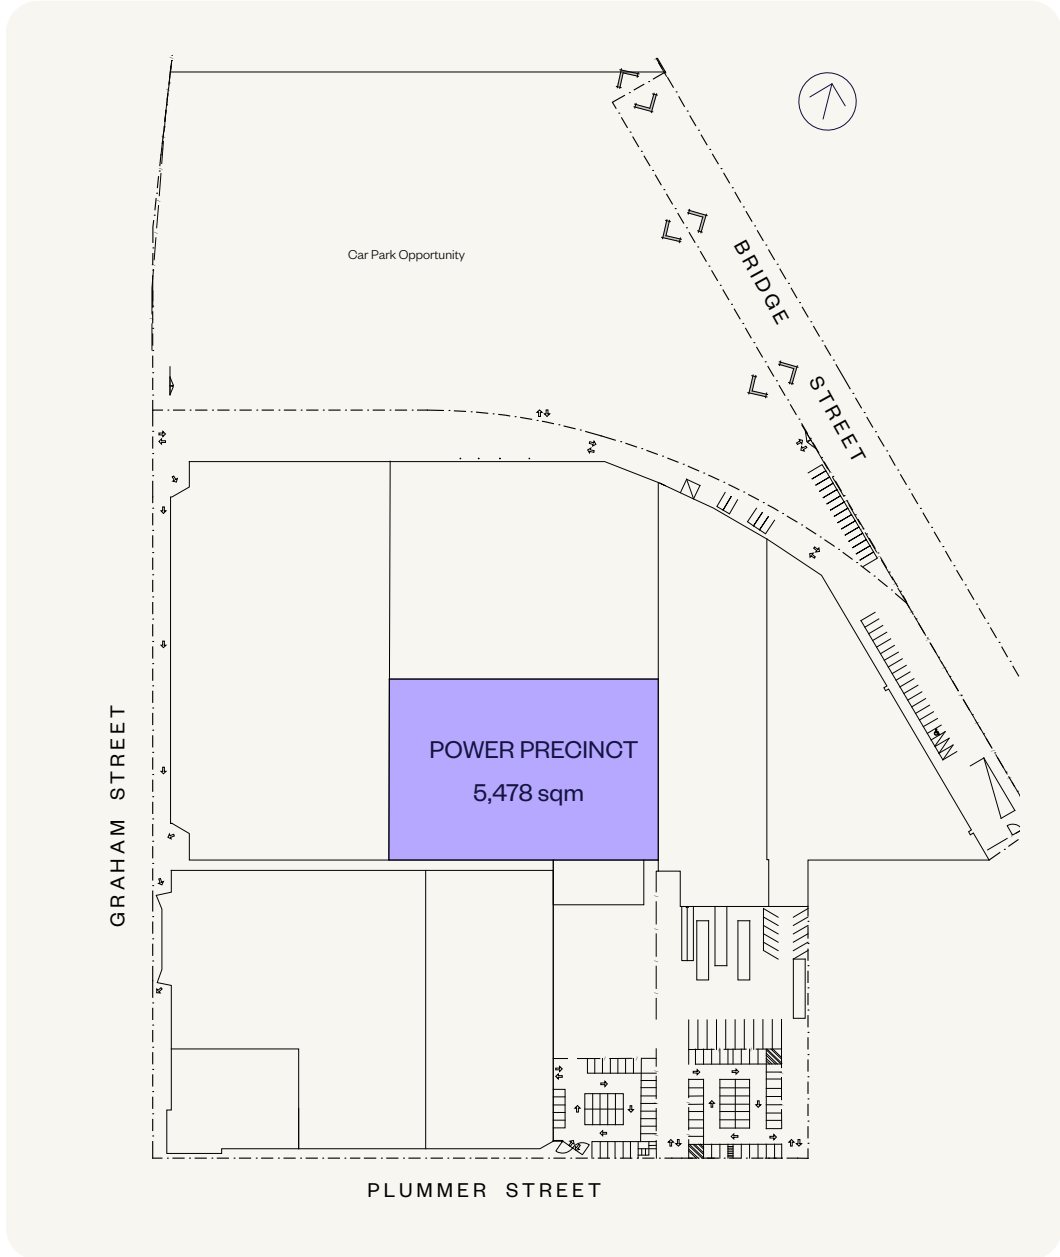 Car Park Opportunity
BRIDGE STREET
POWER PRECINCT
5,478 sqm
GRAHAM STREET
PLUMMER STREET